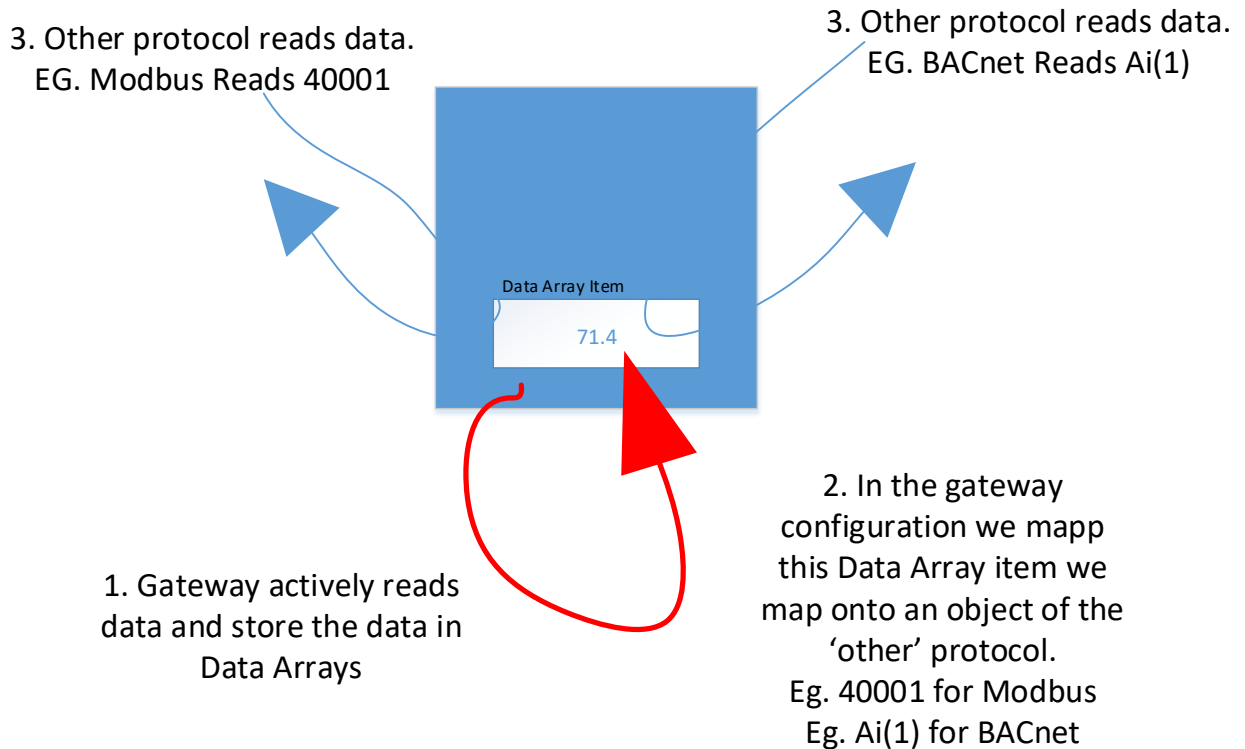 3. Other protocol reads data.
EG. Modbus Reads 40001
3. Other protocol reads data.
EG. BACnet Reads Ai(1)
Data Array Item
71.4
1. Gateway actively reads
data and store the data in
Data Arrays
2. In the gateway
configuration we mapp
this Data Array item we
map onto an object of the
‘other’ protocol.
Eg. 40001 for Modbus
Eg. Ai(1) for BACnet